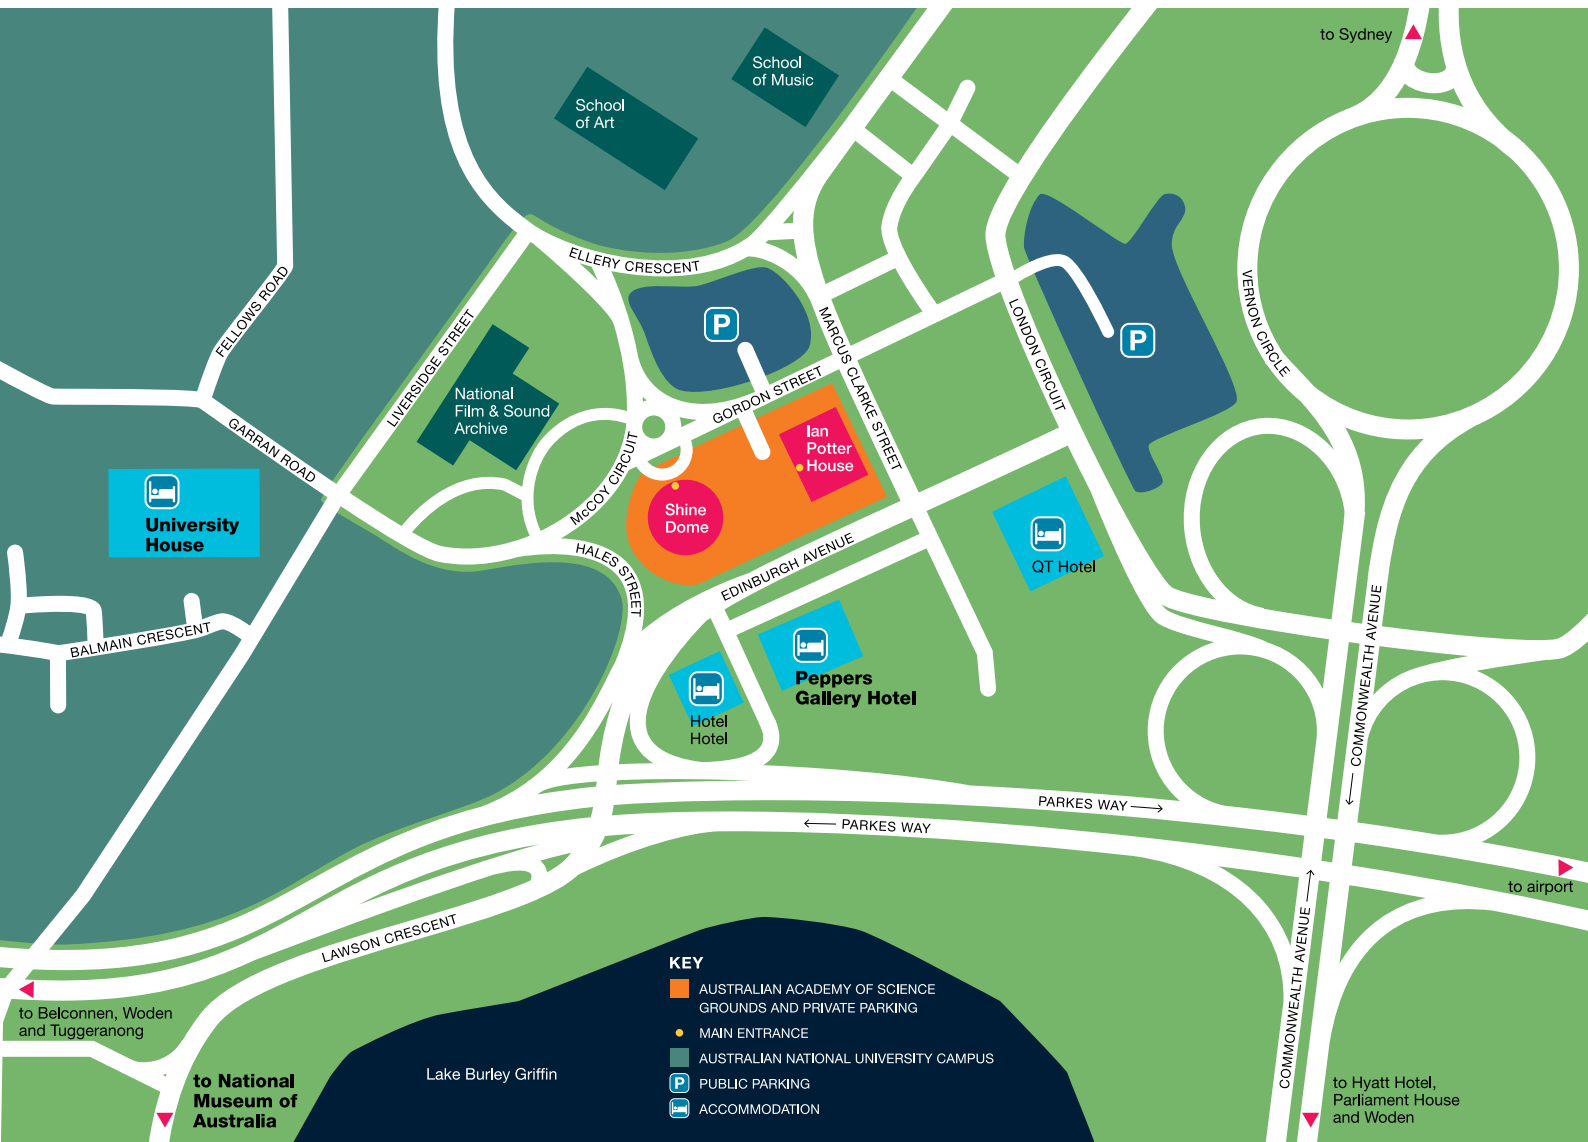 to Sydney
School
of Music
School
of Art
ELLERY CRESCENT
FELLOWS ROAD
LIVERSIDGE STREET
P
MARCUS CLARKE STREET
LONDON CIRCUIT
P
VERNON CIRCLE
National
Film & Sound
Archive
GORDON STREET
GARRAN ROAD
McCOY CIRCUIT
Ian
Potter
House
Shine
Dome
University
House
HALES STREET
EDINBURGH AVENUE
QT Hotel
BALMAIN CRESCENT
Peppers
Gallery Hotel
Hotel
Hotel
COMMONWEALTH AVENUE
PARKES WAY
PARKES WAY
to airport
LAWSON CRESCENT
COMMONWEALTH AVENUE
to Belconnen, Woden
and Tuggeranong
to National
Museum of
Australia
Lake Burley Griffin
KEY
AUSTRALIAN ACADEMY OF SCIENCE
GROUNDS AND PRIVATE PARKING
MAIN ENTRANCE
AUSTRALIAN NATIONAL UNIVERSITY CAMPUS
P PUBLIC PARKING
ACCOMMODATION
to Hyatt Hotel,
Parliament House
and Woden